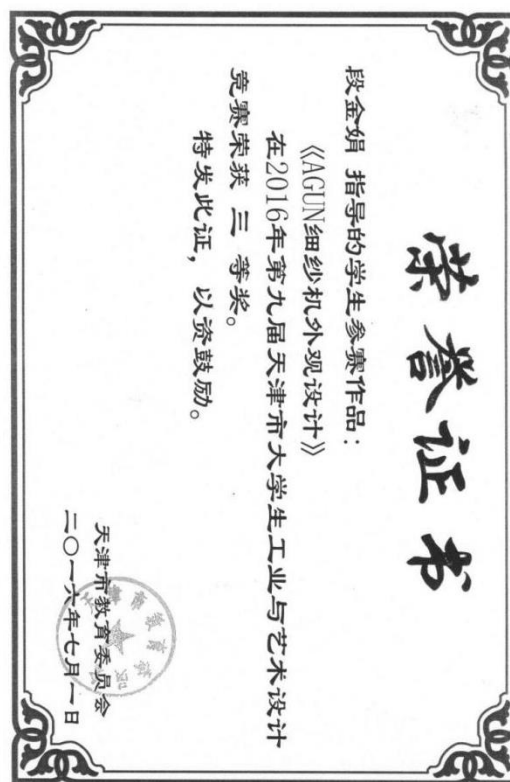 荣誉证书
段金娟 指导的学生参赛作品：
《AGUN细纱机外观设计》
在2016年第九届天津市大学生工业与艺术设计
竞赛荣获 三 等奖。
特发此证，以资鼓励。
天津市教育委员会
二〇一六年七月一日